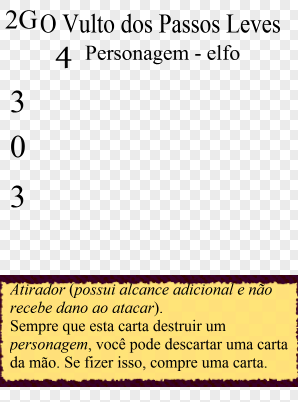 2G O Vulto dos Passos Leves
4 Personagem - elfo
3
0
3
Atirador (possui alcance adicional e não
recebe dano ao atacar).
Sempre que esta carta destruir um
personagem, você pode descartar uma carta
da mão. Se fizer isso, compre uma carta.